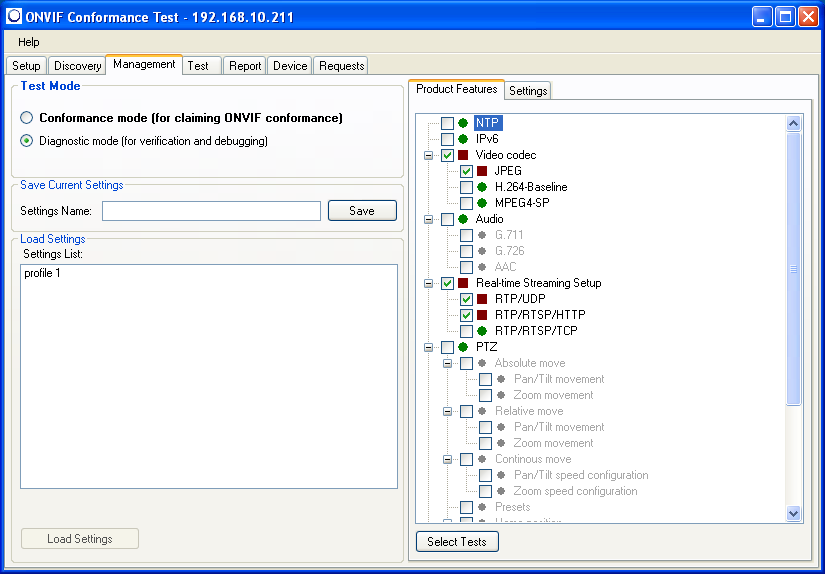 ONVIF Conformance Test - 192.168.10.211
Help
Setup Discovery Management Test Report Device Requests
Test Mode
Conformance mode (for claiming ONVIF conformance)
Diagnostic mode (for verification and debugging)
Save Current Settings
Settings Name: Save
Load Settings
Settings List:
profile 1
Load Settings
Product Features Settings
NTP
IPv6
Video codec
JPEG
H.264-Baseline
MPEG4-SP
Audio
G.711
G.726
AAC
Real-time Streaming Setup
RTP/UDP
RTP/RTSP/HTTP
RTP/RTSP/TCP
PTZ
Absolute move
Pan/Tilt movement
Zoom movement
Relative move
Pan/Tilt movement
Zoom movement
Continous move
Pan/Tilt speed configuration
Zoom speed configuration
Presets
Select Tests